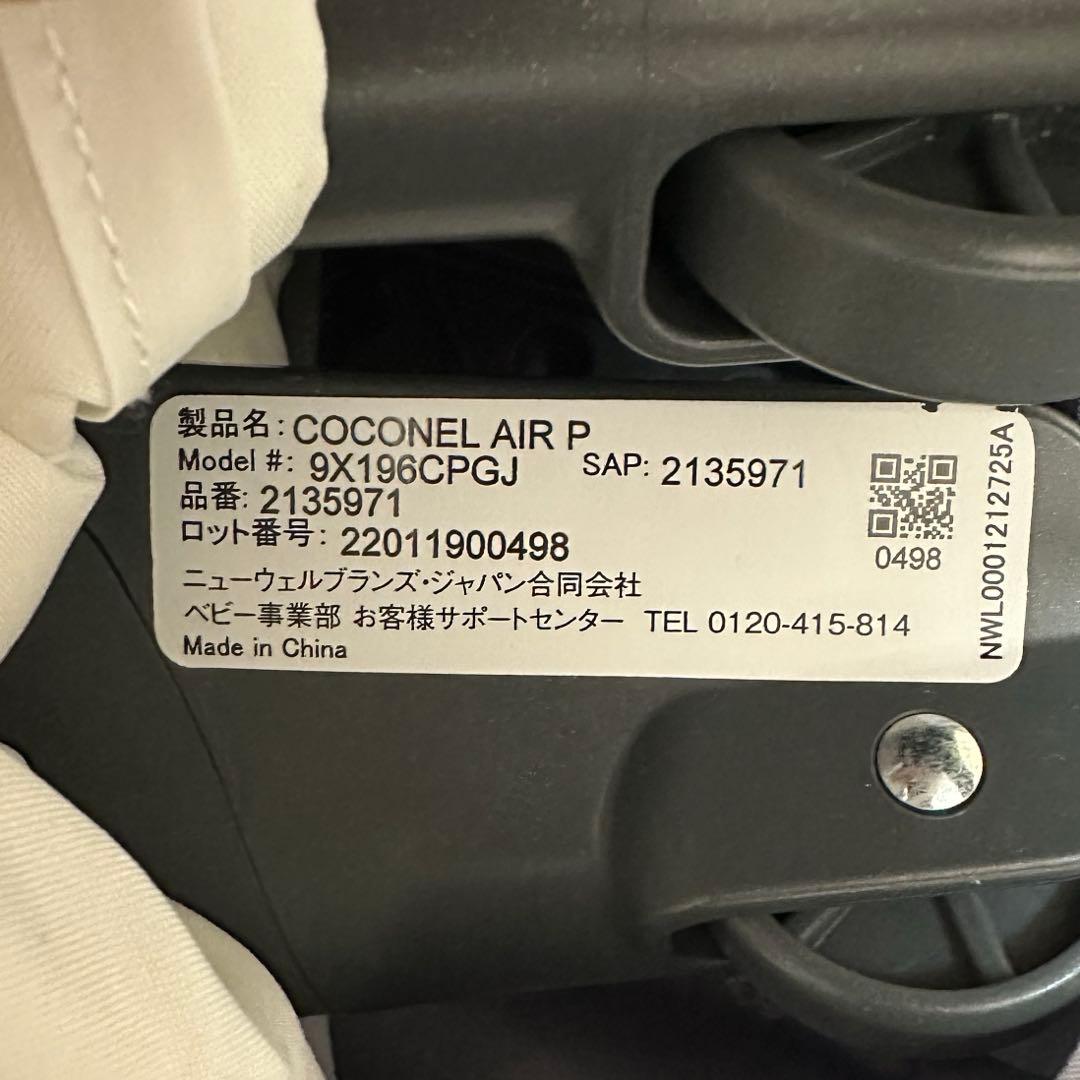 製品名: COCONEL AIR P
Model #: 9X196CPGJ SAP: 2135971
品番: 2135971
ロット番号: 22011900498
ニューウェルブランズ・ジャパン合同会社
ベビー事業部 お客様サポートセンター TEL 0120-415-814
Made in China
0498
NWL0001212725A